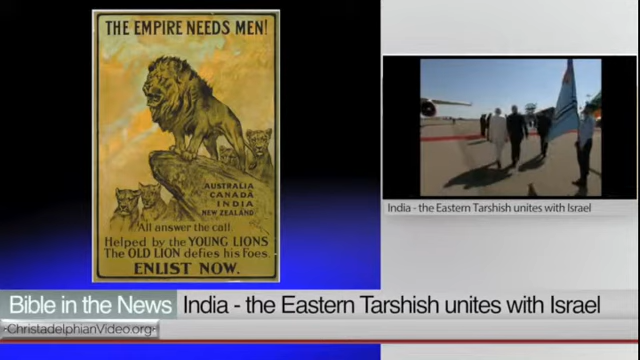 THE EMPIRE NEEDS MEN!
AUSTRALIA
CANADA
INDIA
NEW ZEALAND
All answer the call.
Helped by the YOUNG LIONS
The OLD LION defies his Foes.
ENLIST NOW.
India - the Eastern Tarshish unites with Israel
Bible in the News India - the Eastern Tarshish unites with Israel
-ChristadelphianVideo.org-